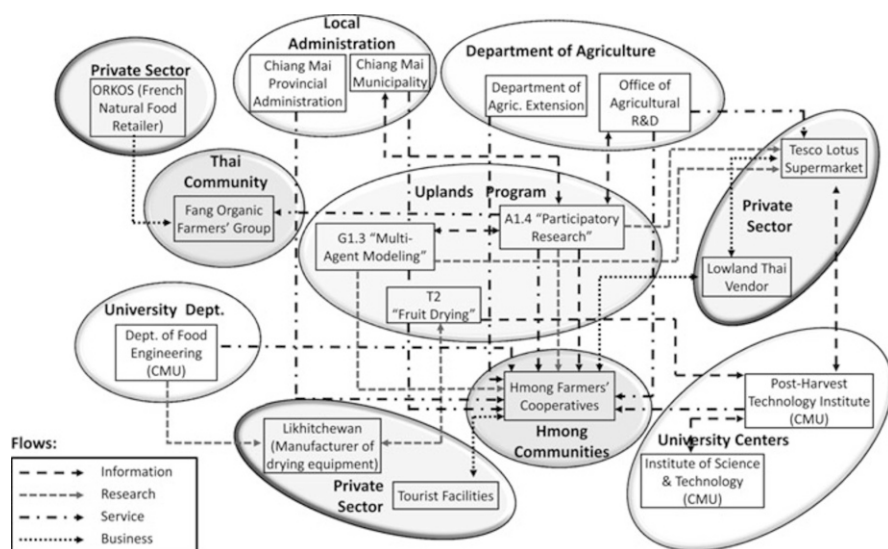 Local
Administration
Department of Agriculture
Private Sector
ORKOS (French
Natural Food
Retailer)
Chiang Mai
Provincial
Administration
Chiang Mai
Municipality
Department of
Agric. Extension
Office of
Agricultural
R&D
Tesco Lotus
Supermarket
Private
Sector
Lowland Thai
Vendor
Thai
Community
Fang Organic
Farmers' Group
Uplands Program
A1.4 "Participatory
Research"
G1.3 "Multi-
Agent Modeling"
T2
"Fruit Drying"
University Dept.
Dept. of Food
Engineering
(CMU)
Hmong Farmers'
Cooperatives
Hmong
Communities
Post-Harvest
Technology Institute
(CMU)
University Centers
Institute of Science
& Technology
(CMU)
Likhitchewan
(Manufacturer of
drying equipment)
Private
Sector
Tourist Facilities
Flows:
Information
Research
Service
Business